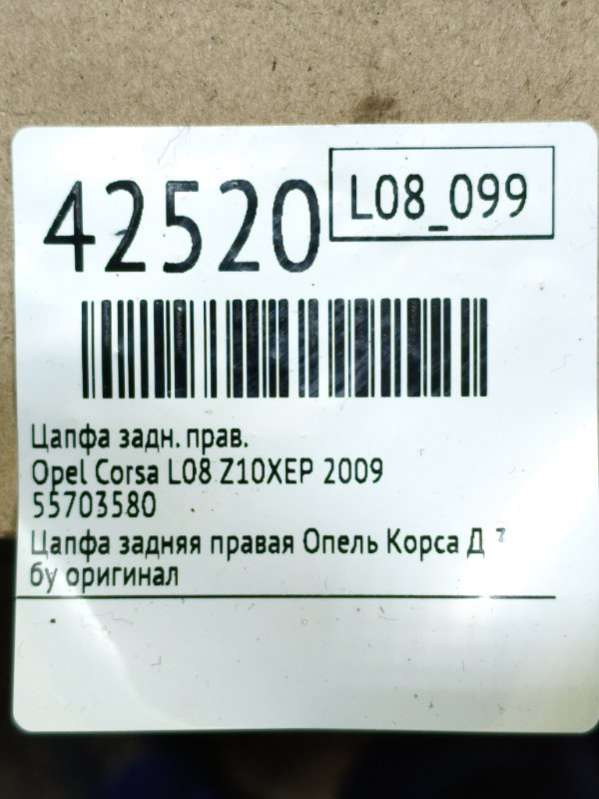 42520
L08_099
Цапфа задн. прав.
Opel Corsa L08 Z10XEP 2009
55703580
Цапфа задняя правая Опель Корса Д
бу оригинал